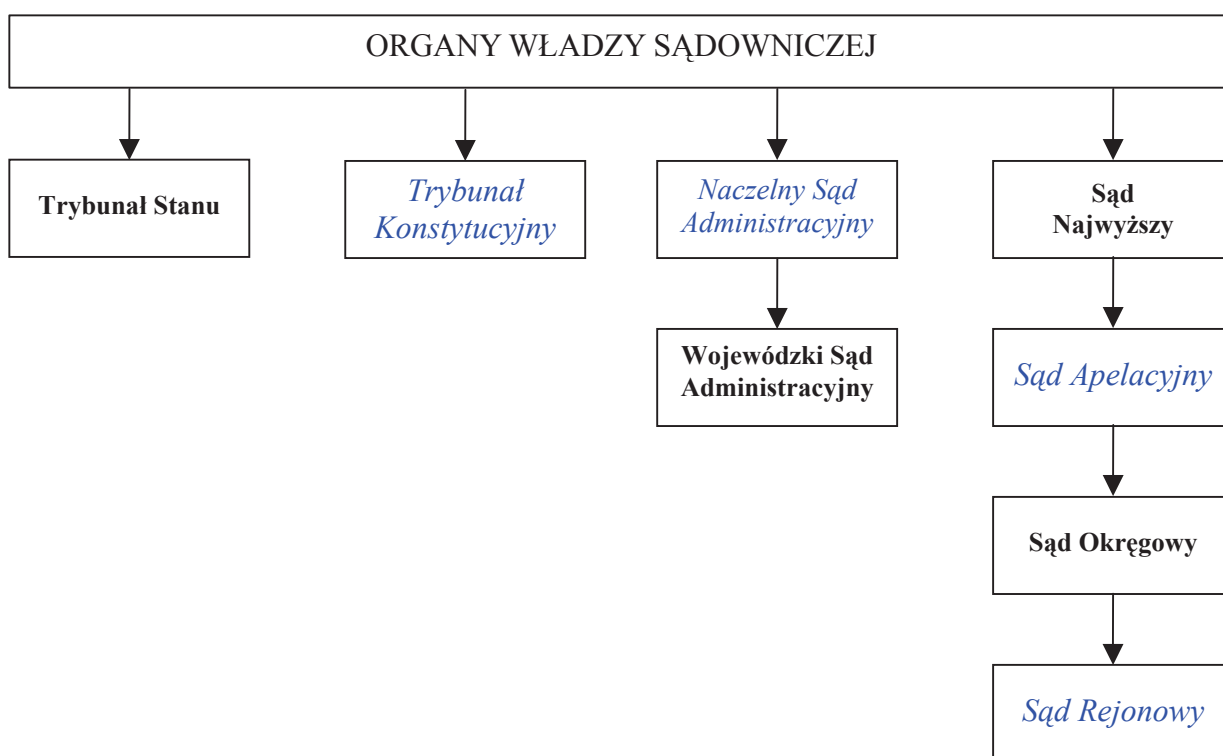 ORGANY WŁADZY SĄDOWNICZEJ
Trybunał Stanu
Trybunał
Konstytucyjny
Naczelny Sąd
Administracyjny
Sąd
Najwyższy
Wojewódzki Sąd
Administracyjny
Sąd Apelacyjny
Sąd Okręgowy
Sąd Rejonowy